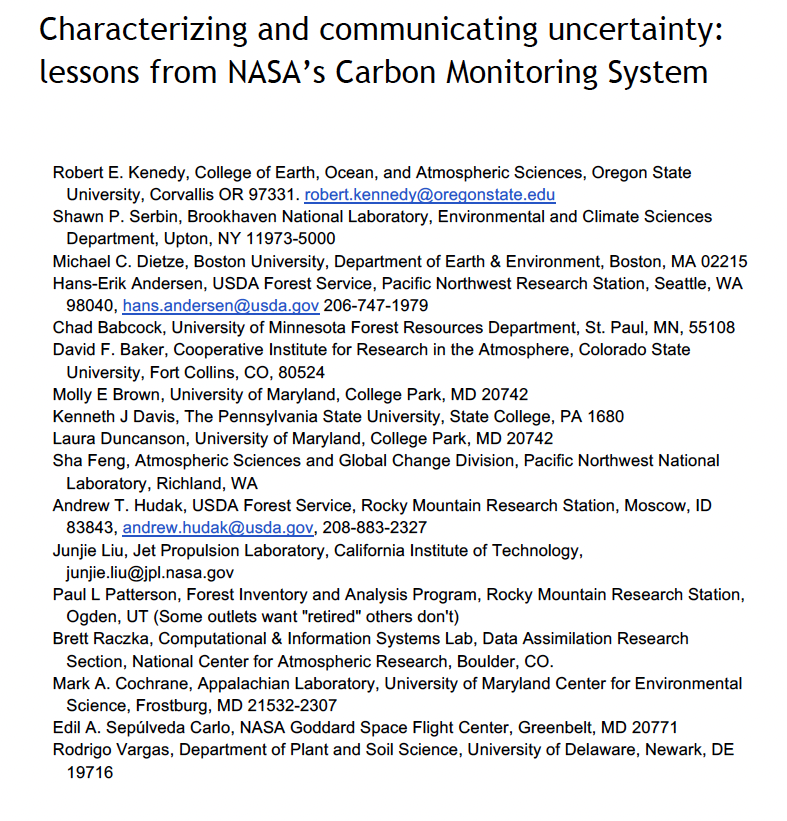 Characterizing and communicating uncertainty:
lessons from NASA's Carbon Monitoring System
Robert E. Kenedy, College of Earth, Ocean, and Atmospheric Sciences, Oregon State
University, Corvallis OR 97331. robert.kennedy@oregonstate.edu
Shawn P. Serbin, Brookhaven National Laboratory, Environmental and Climate Sciences
Department, Upton, NY 11973-5000
Michael C. Dietze, Boston University, Department of Earth & Environment, Boston, MA 02215
Hans-Erik Andersen, USDA Forest Service, Pacific Northwest Research Station, Seattle, WA
98040, hans.andersen@usda.gov 206-747-1979
Chad Babcock, University of Minnesota Forest Resources Department, St. Paul, MN, 55108
David F. Baker, Cooperative Institute for Research in the Atmosphere, Colorado State
University, Fort Collins, CO, 80524
Molly E Brown, University of Maryland, College Park, MD 20742
Kenneth J Davis, The Pennsylvania State University, State College, PA 1680
Laura Duncanson, University of Maryland, College Park, MD 20742
Sha Feng, Atmospheric Sciences and Global Change Division, Pacific Northwest National
Laboratory, Richland, WA
Andrew T. Hudak, USDA Forest Service, Rocky Mountain Research Station, Moscow, ID
83843, andrew.hudak@usda.gov, 208-883-2327
Junjie Liu, Jet Propulsion Laboratory, California Institute of Technology,
junjie.liu@jpl.nasa.gov
Paul L Patterson, Forest Inventory and Analysis Program, Rocky Mountain Research Station,
Ogden, UT (Some outlets want "retired" others don't)
Brett Raczka, Computational & Information Systems Lab, Data Assimilation Research
Section, National Center for Atmospheric Research, Boulder, CO.
Mark A. Cochrane, Appalachian Laboratory, University of Maryland Center for Environmental
Science, Frostburg, MD 21532-2307
Edil A. Sepúlveda Carlo, NASA Goddard Space Flight Center, Greenbelt, MD 20771
Rodrigo Vargas, Department of Plant and Soil Science, University of Delaware, Newark, DE
19716